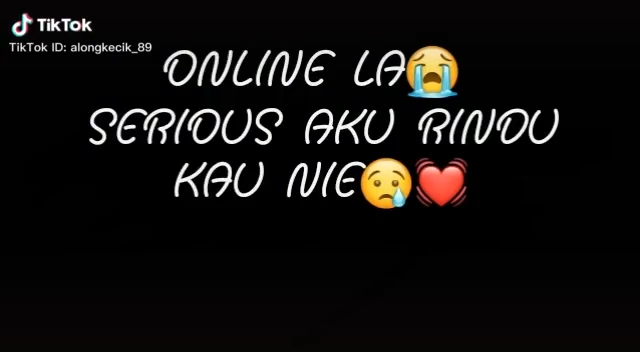 TikTok
TikTok ID: alongkecik_89
ONLINE LA😭
SERIOUS AKU RINDU
KAU NIE😢💓